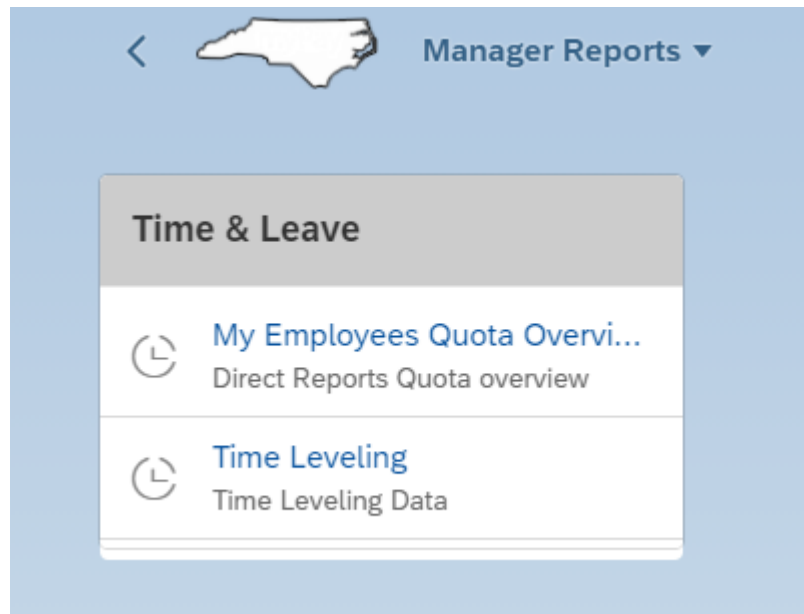 Manager Reports
Time & Leave
My Employees Quota Overvi...
Direct Reports Quota overview
Time Leveling
Time Leveling Data